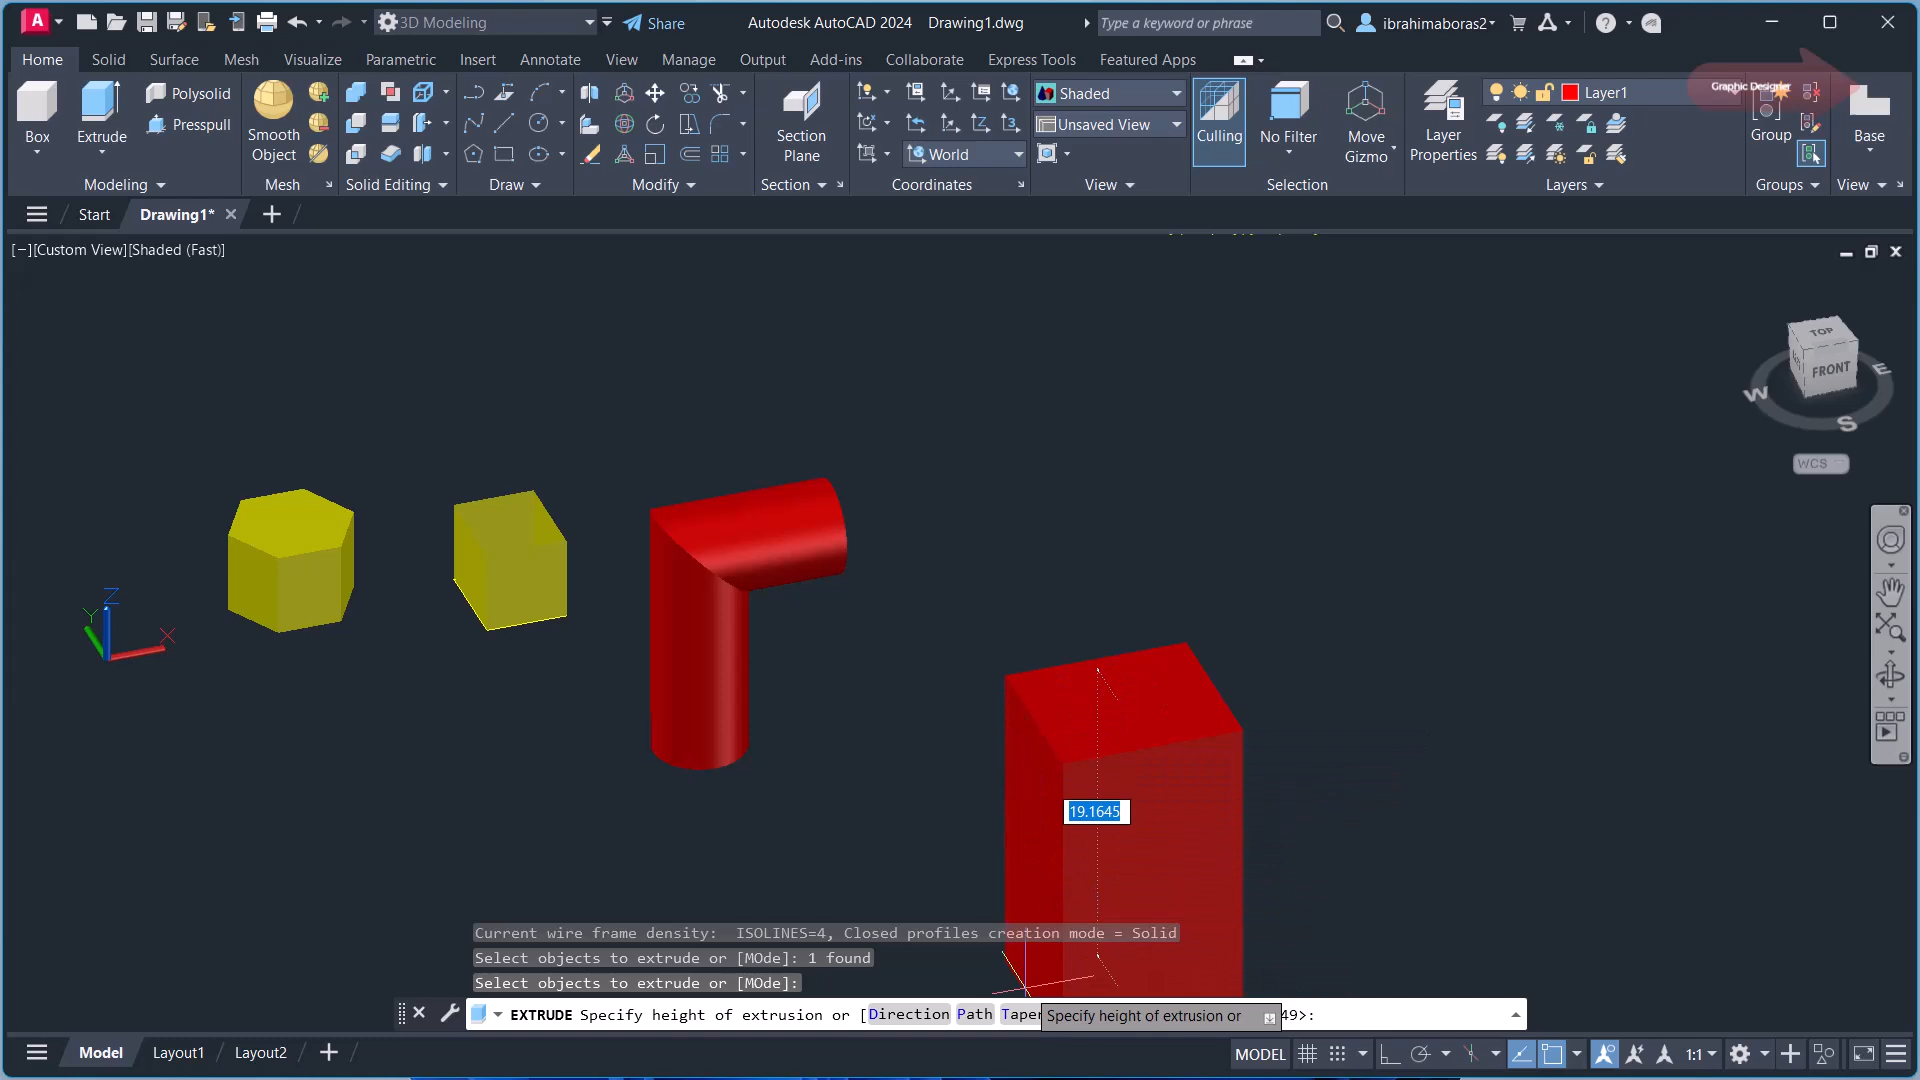 A 3D Modeling Share Autodesk AutoCAD 2024 Drawing1.dwg Type a keyword or phrase ibrahimaboras2
Home Solid Surface Mesh Visualize Parametric Insert Annotate View Manage Output Add-ins Collaborate Express Tools Featured Apps
Box
Extrude
Polysolid
Presspull
Modeling
Smooth
Object
Mesh
Solid Editing
Draw
Modify
Section
Plane
Section
World
Coordinates
Shaded
Unsaved View
View
Culling
No Filter
Move
Gizmo
Selection
Layer
Properties
Layer1
Layers
Graphic Designer
Group
Groups
Base
View
Start Drawing1*
[−][Custom View][Shaded (Fast)]
TOP
FRONT
W
E
S
WCS
Z
Y
X
19.1645
Current wire frame density: ISOLINES=4, Closed profiles creation mode = Solid
Select objects to extrude or [MOde]: 1 found
Select objects to extrude or [MOde]:
EXTRUDE Specify height of extrusion or [Direction Path Taper Specify height of extrusion or 49>:
Model Layout1 Layout2 MODEL 1:1